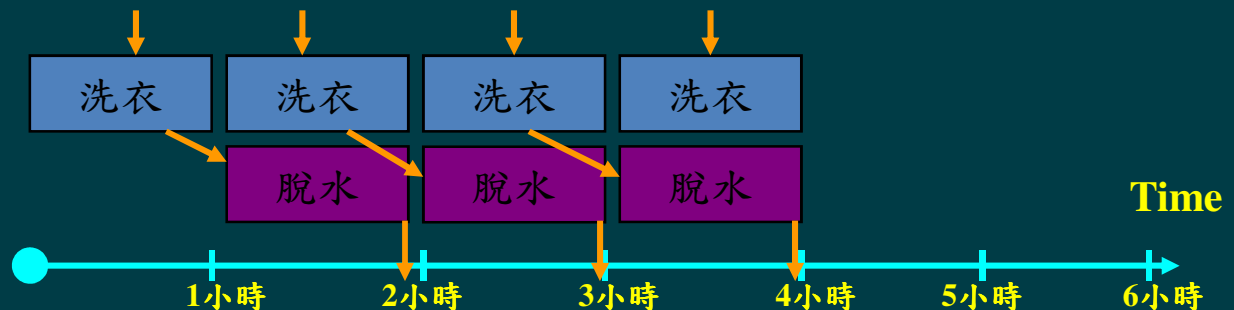 洗衣 洗衣 洗衣 洗衣
脫水 脫水 脫水
Time
1小時 2小時 3小時 4小時 5小時 6小時